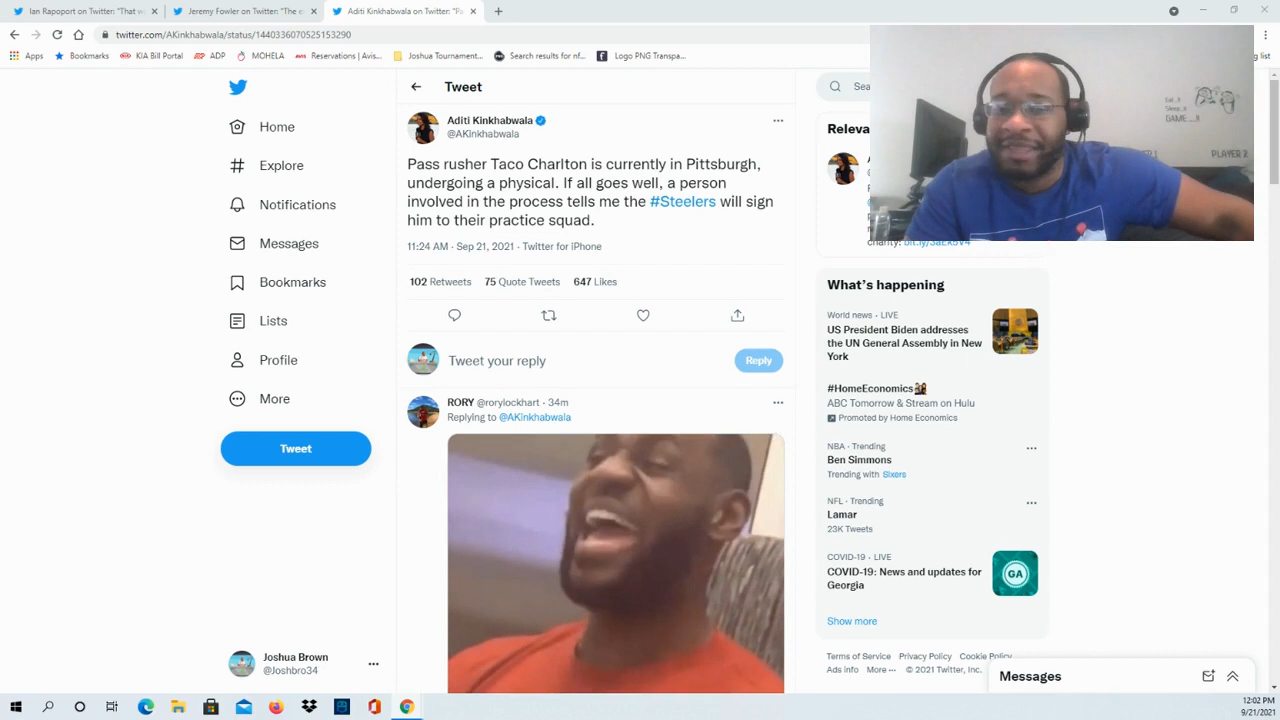 Ian Rapoport on Twitter: "That w
Jeremy Fowler on Twitter: "The e
Aditi Kinkhabwala on Twitter: "Pa
twitter.com/AKinkhabwala/status/1440336070525153290
Apps
Bookmarks
KIA Bill Portal
ADP
MOHELA
Reservations | Avis...
Joshua Tournament...
Search results for nf...
Logo PNG Transpa...
g list
Home
Explore
Notifications
Messages
Bookmarks
Lists
Profile
More
Tweet
Joshua Brown
@Joshbro34
Tweet
Aditi Kinkhabwala
@AKinkhabwala
Pass rusher Taco Charlton is currently in Pittsburgh,
undergoing a physical. If all goes well, a person
involved in the process tells me the #Steelers will sign
him to their practice squad.
11:24 AM · Sep 21, 2021 · Twitter for iPhone
102 Retweets 75 Quote Tweets 647 Likes
Tweet your reply
Reply
RORY @rorylockhart · 34m
Replying to @AKinkhabwala
Sea
Releva
charity: bit.ly/3aEk5V4
GAME
PLAYER 2
What's happening
World news · LIVE
US President Biden addresses
the UN General Assembly in New
York
#HomeEconomics
ABC Tomorrow & Stream on Hulu
Promoted by Home Economics
NBA · Trending
Ben Simmons
Trending with Sixers
NFL · Trending
Lamar
23K Tweets
COVID-19 · LIVE
COVID-19: News and updates for
Georgia
GA
Show more
Terms of Service Privacy Policy Cookie Policy
Ads info More ··· © 2021 Twitter, Inc.
Messages
12:02 PM
9/21/2021